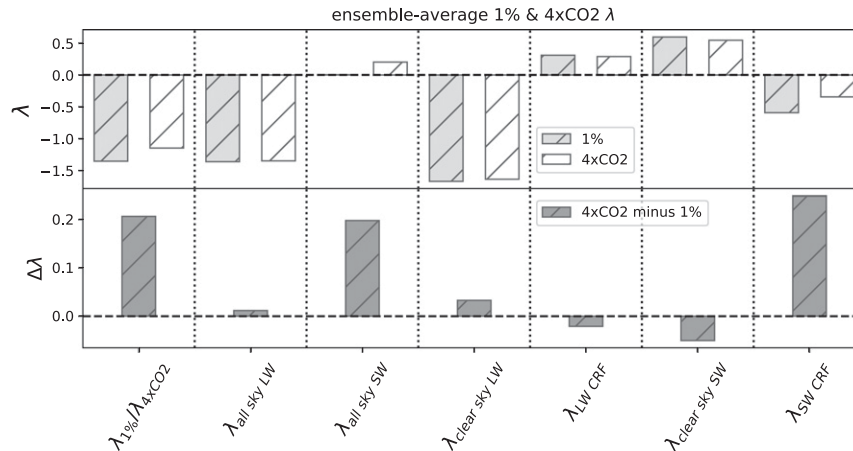 ensemble-average 1% & 4xCO2 λ
0.5
0.0
−0.5
−1.0
−1.5
λ
1%
4xCO2
4xCO2 minus 1%
0.2
0.1
0.0
Δλ
λ1%/λ4xCO2
λall sky LW
λall sky SW
λclear sky LW
λLW CRF
λclear sky SW
λSW CRF